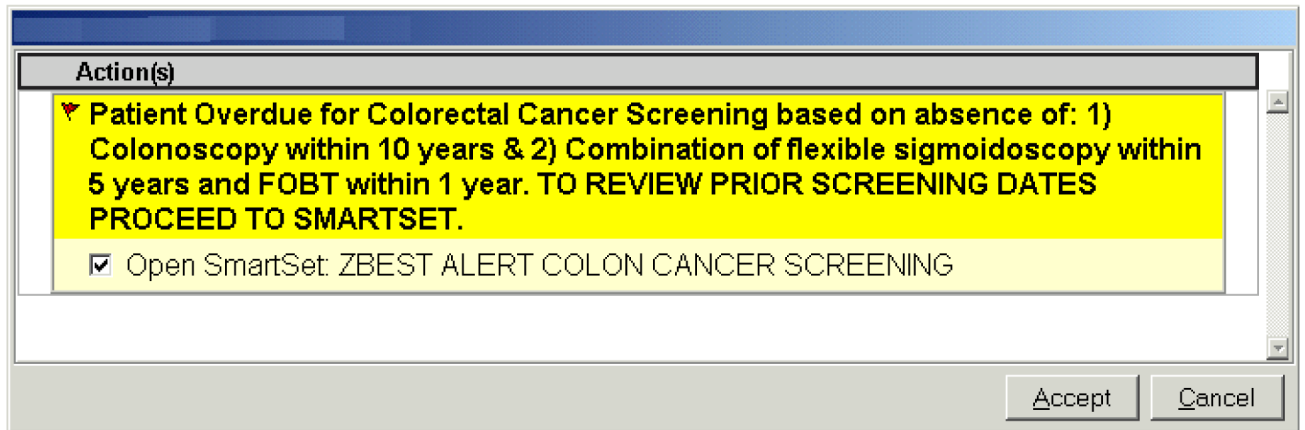 Action(s)
Patient Overdue for Colorectal Cancer Screening based on absence of: 1)
Colonoscopy within 10 years & 2) Combination of flexible sigmoidoscopy within
5 years and FOBT within 1 year. TO REVIEW PRIOR SCREENING DATES
PROCEED TO SMARTSET.
Open SmartSet: ZBEST ALERT COLON CANCER SCREENING
Accept
Cancel